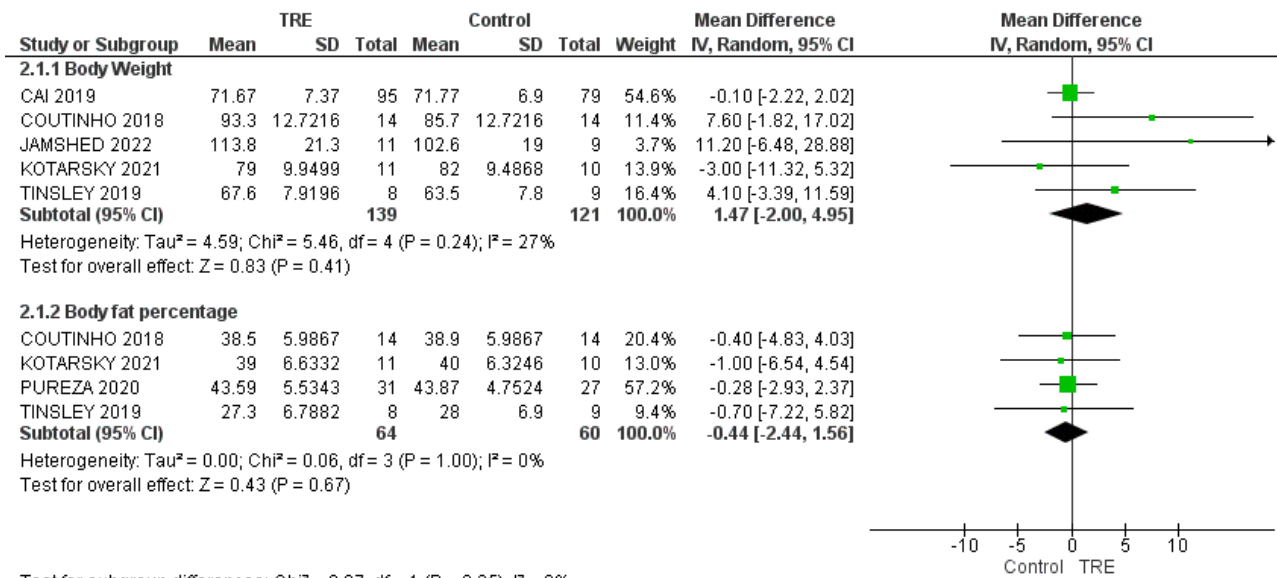 TRE Control Mean Difference Mean Difference
Study or Subgroup Mean SD Total Mean SD Total Weight IV, Random, 95% CI IV, Random, 95% CI
2.1.1 Body Weight
CAI 2019 71.67 7.37 95 71.77 6.9 79 54.6% -0.10 [-2.22, 2.02]
COUTINHO 2018 93.3 12.7216 14 85.7 12.7216 14 11.4% 7.60 [-1.82, 17.02]
JAMSHED 2022 113.8 21.3 11 102.6 19 9 3.7% 11.20 [-6.48, 28.88]
KOTARSKY 2021 79 9.9499 11 82 9.4868 10 13.9% -3.00 [-11.32, 5.32]
TINSLEY 2019 67.6 7.9196 8 63.5 7.8 9 16.4% 4.10 [-3.39, 11.59]
Subtotal (95% CI) 139 121 100.0% 1.47 [-2.00, 4.95]
Heterogeneity: Tau² = 4.59; Chi² = 5.46, df = 4 (P = 0.24); I² = 27%
Test for overall effect: Z = 0.83 (P = 0.41)
2.1.2 Body fat percentage
COUTINHO 2018 38.5 5.9867 14 38.9 5.9867 14 20.4% -0.40 [-4.83, 4.03]
KOTARSKY 2021 39 6.6332 11 40 6.3246 10 13.0% -1.00 [-6.54, 4.54]
PUREZA 2020 43.59 5.5343 31 43.87 4.7524 27 57.2% -0.28 [-2.93, 2.37]
TINSLEY 2019 27.3 6.7882 8 28 6.9 9 9.4% -0.70 [-7.22, 5.82]
Subtotal (95% CI) 64 60 100.0% -0.44 [-2.44, 1.56]
Heterogeneity: Tau² = 0.00; Chi² = 0.06, df = 3 (P = 1.00); I² = 0%
Test for overall effect: Z = 0.43 (P = 0.67)
-10 -5 0 5 10
Control TRE